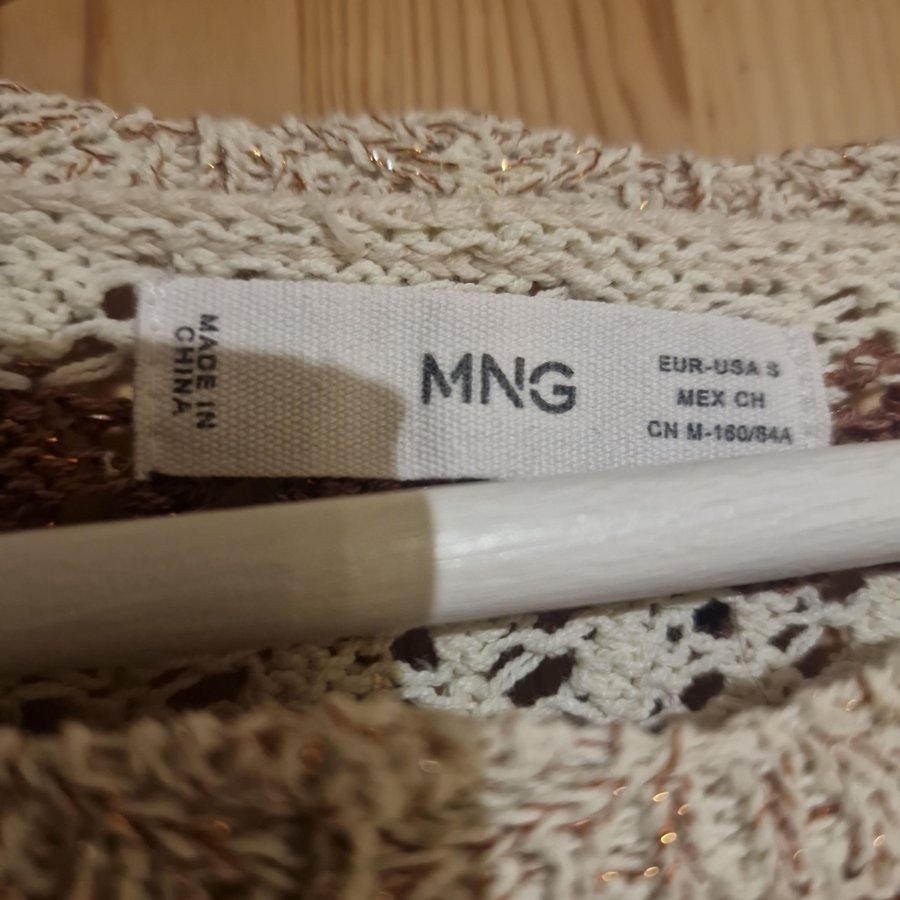 MADE IN
CHINA
MNG
EUR-USA S
MEX CH
CN M-160/84A